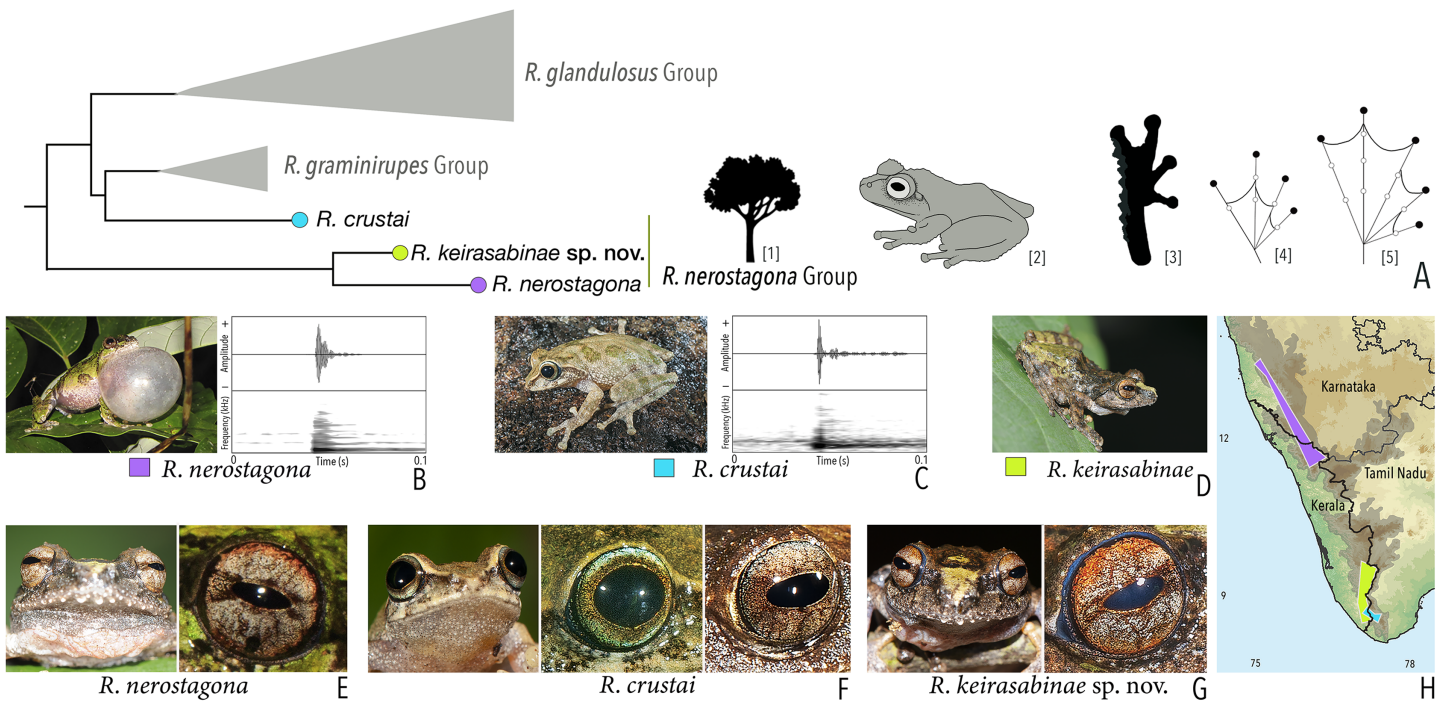 R. glandulosus Group
R. graminirupes Group
R. crustai
R. keirasabinae sp. nov.
R. nerostagona
R. nerostagona Group
[1]
[2]
[3]
[4]
[5]
A
Amplitude
+
–
Frequency (kHz)
0
Time (s)
0.1
R. nerostagona
B
Amplitude
+
–
Frequency (kHz)
0
Time (s)
0.1
R. crustai
C
R. keirasabinae
D
Karnataka
Tamil Nadu
Kerala
12
9
75
78
H
R. nerostagona
E
R. crustai
F
R. keirasabinae sp. nov.
G